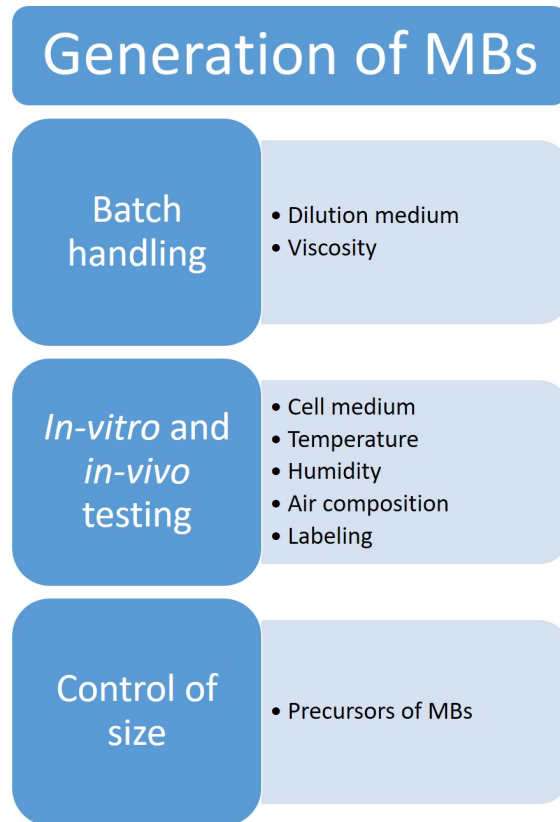 Generation of MBs
Batch
handling
• Dilution medium
• Viscosity
In-vitro and
in-vivo
testing
• Cell medium
• Temperature
• Humidity
• Air composition
• Labeling
Control of
size
• Precursors of MBs